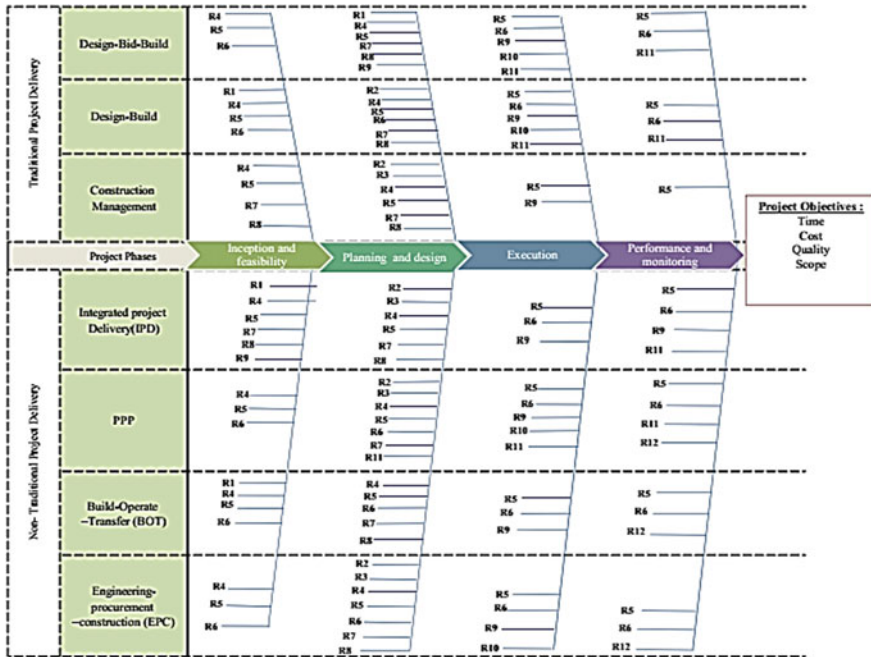 Traditional Project Delivery
Design-Bid-Build
R4
R5
R6
R1
R4
R5
R7
R8
R9
R5
R6
R9
R10
R11
R5
R6
R11
Design-Build
R1
R4
R5
R6
R2
R4
R5
R6
R7
R8
R5
R6
R9
R10
R11
R5
R6
R11
Construction
Management
R4
R5
R7
R8
R2
R3
R4
R5
R7
R8
R5
R9
R5
Project Phases
Inception and
feasibility
Planning and design
Execution
Performance and
monitoring
Project Objectives :
Time
Cost
Quality
Scope
Non- Traditional Project Delivery
Integrated project
Delivery(IPD)
R1
R4
R5
R7
R8
R9
R2
R3
R4
R5
R7
R8
R5
R6
R9
R5
R6
R9
R11
PPP
R4
R5
R6
R2
R3
R4
R5
R6
R7
R11
R5
R6
R9
R10
R11
R5
R6
R11
R12
Build-Operate
–Transfer (BOT)
R1
R4
R5
R6
R4
R5
R6
R7
R8
R5
R6
R9
R5
R6
R12
Engineering-
procurement
–construction (EPC)
R4
R5
R6
R2
R3
R4
R5
R6
R7
R8
R5
R6
R9
R10
R5
R6
R12